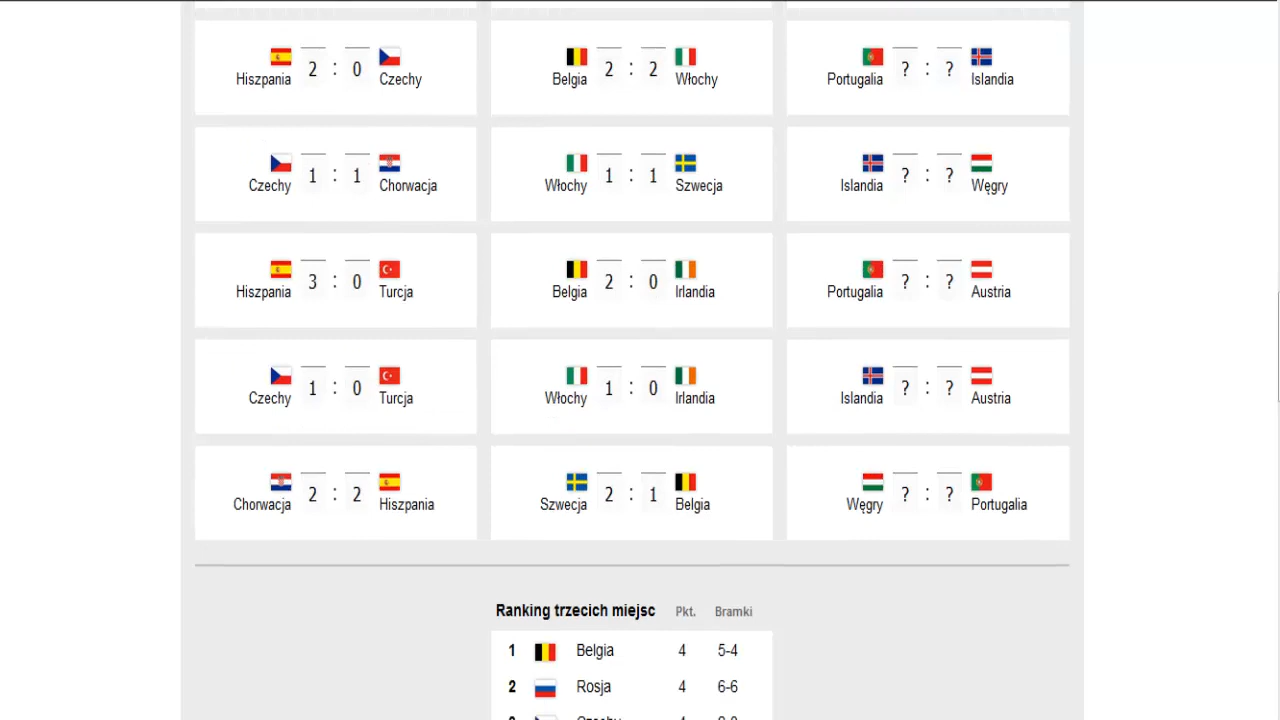 Hiszpania 2 : 0 Czechy
Belgia 2 : 2 Włochy
Portugalia ? : ? Islandia
Czechy 1 : 1 Chorwacja
Włochy 1 : 1 Szwecja
Islandia ? : ? Węgry
Hiszpania 3 : 0 Turcja
Belgia 2 : 0 Irlandia
Portugalia ? : ? Austria
Czechy 1 : 0 Turcja
Włochy 1 : 0 Irlandia
Islandia ? : ? Austria
Chorwacja 2 : 2 Hiszpania
Szwecja 2 : 1 Belgia
Węgry ? : ? Portugalia
Ranking trzecich miejsc Pkt. Bramki
1 Belgia 4 5-4
2 Rosja 4 6-6